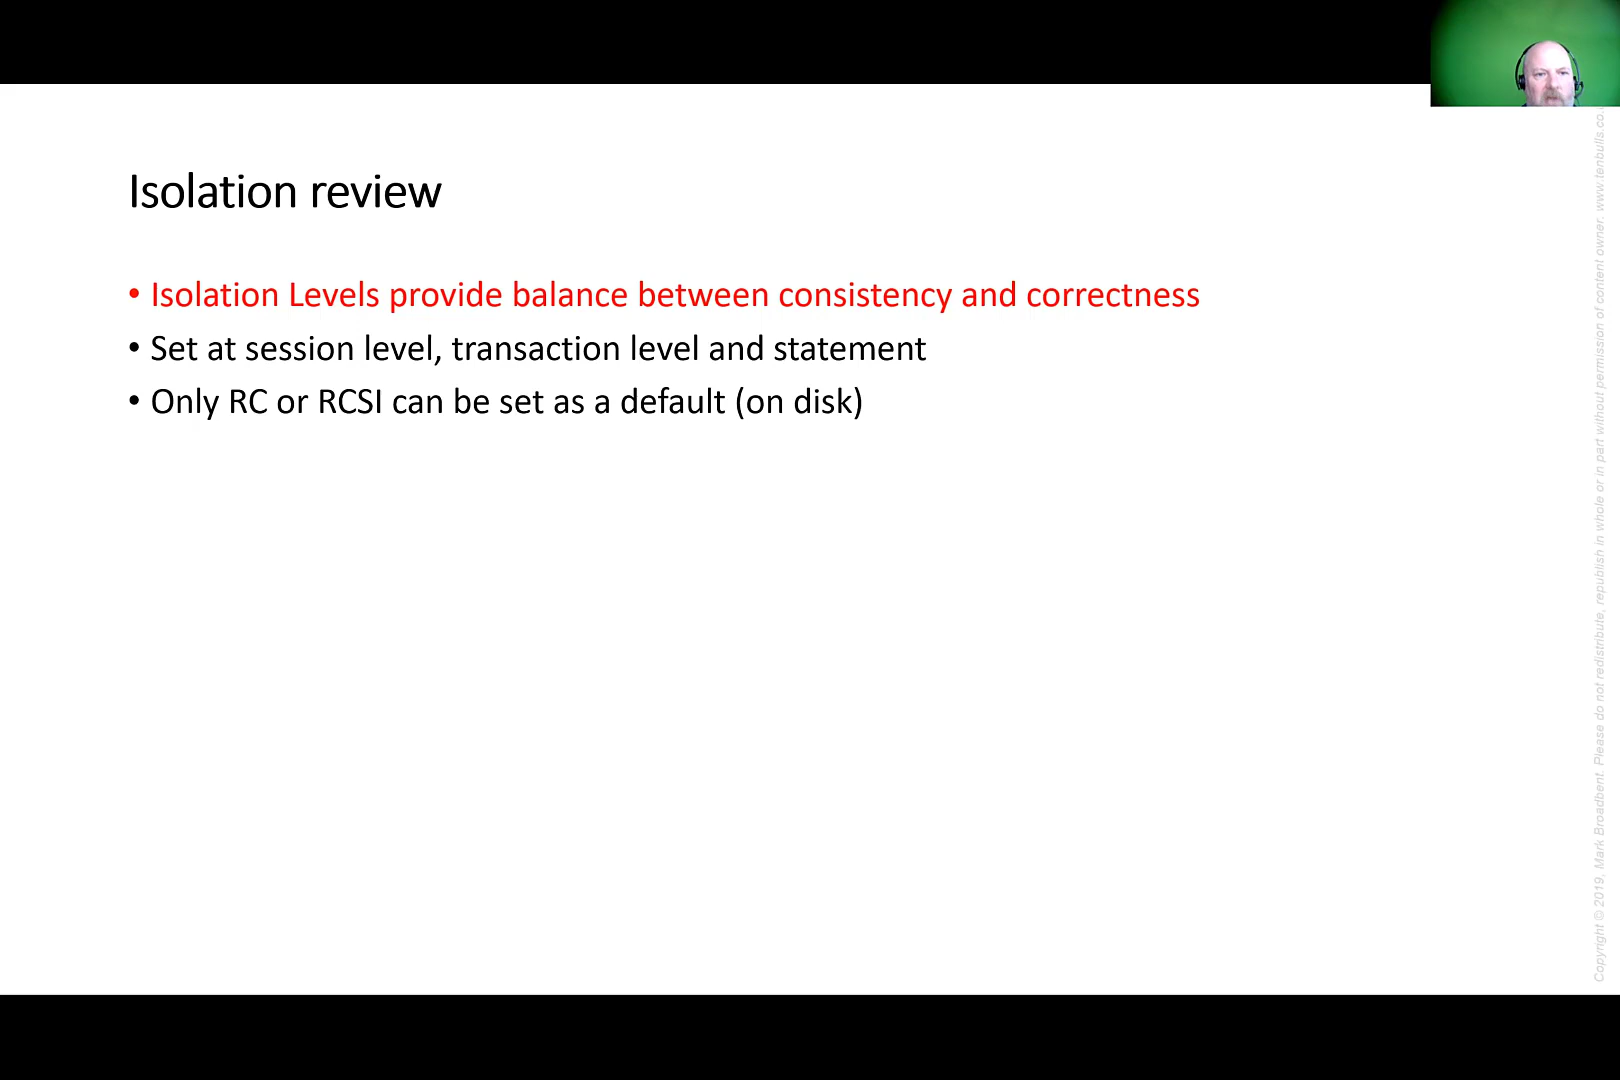 Isolation review
• Isolation Levels provide balance between consistency and correctness
• Set at session level, transaction level and statement
• Only RC or RCSI can be set as a default (on disk)
Copyright © 2019, Mark Broadbent. Please do not redistribute, republish in whole or in part without permission of content owner. www.tenbulls.co.